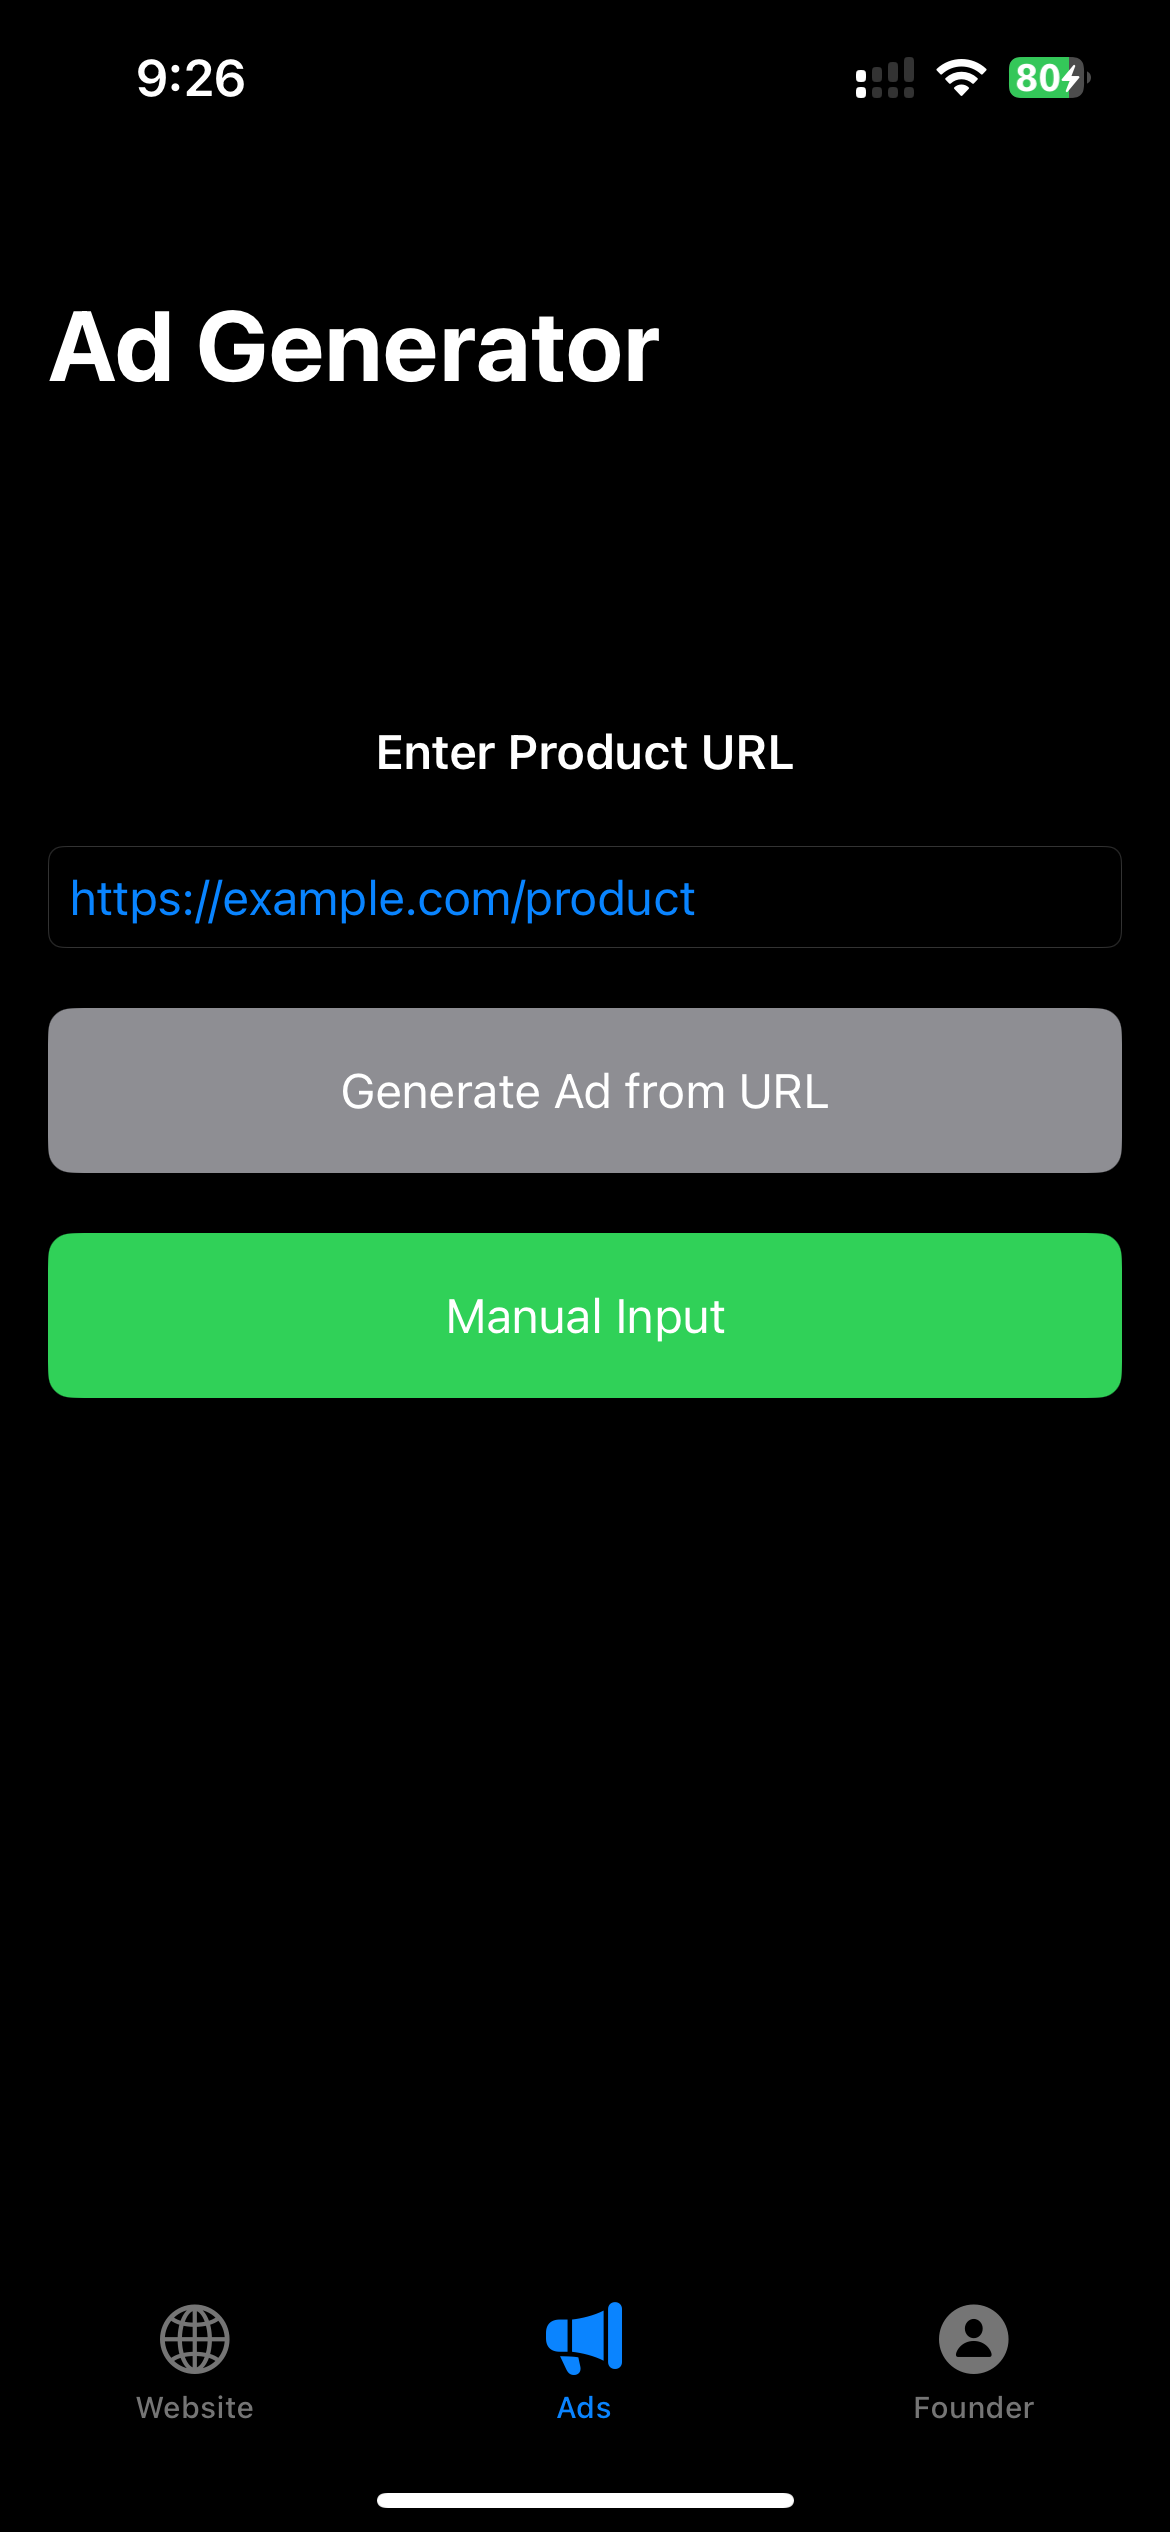 9:26
80
Ad Generator
Enter Product URL
https://example.com/product
Generate Ad from URL
Manual Input
Website
Ads
Founder